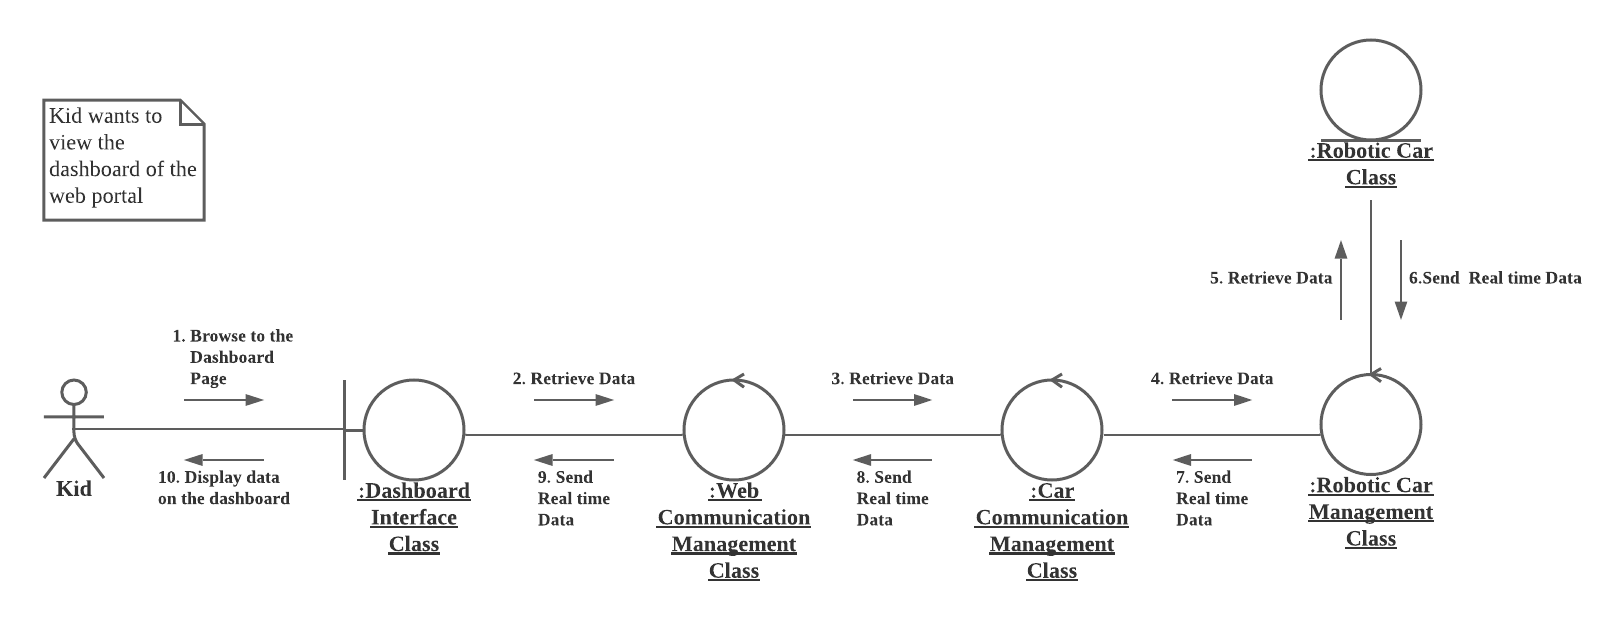 Kid wants to
view the
dashboard of the
web portal
:Robotic Car
Class
5. Retrieve Data
6.Send  Real time Data
1. Browse to the
Dashboard
Page
2. Retrieve Data
3. Retrieve Data
4. Retrieve Data
10. Display data
on the dashboard
9. Send
Real time
Data
8. Send
Real time
Data
7. Send
Real time
Data
Kid
:Dashboard
Interface
Class
:Web
Communication
Management
Class
:Car
Communication
Management
Class
:Robotic Car
Management
Class